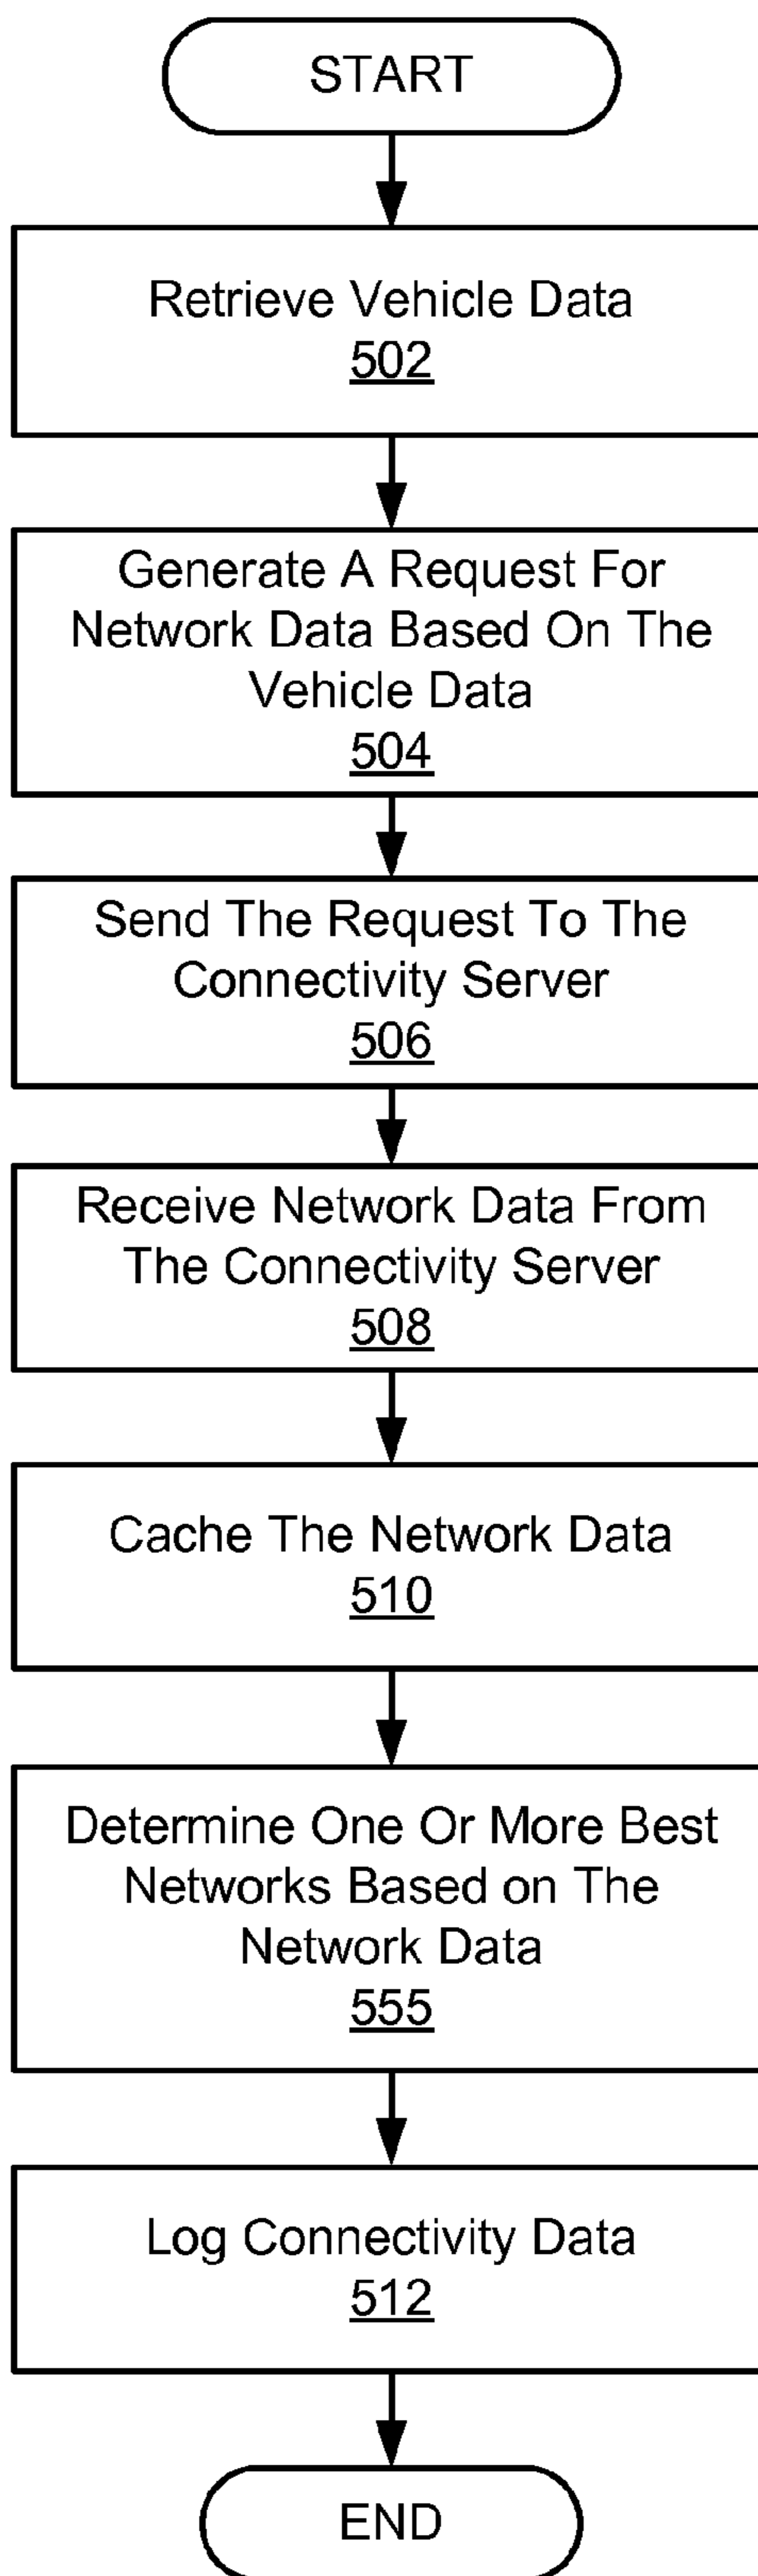 START
Retrieve Vehicle Data
502
Generate A Request For
Network Data Based On The
Vehicle Data
504
Send The Request To The
Connectivity Server
506
Receive Network Data From
The Connectivity Server
508
Cache The Network Data
510
Determine One Or More Best
Networks Based on The
Network Data
555
Log Connectivity Data
512
END